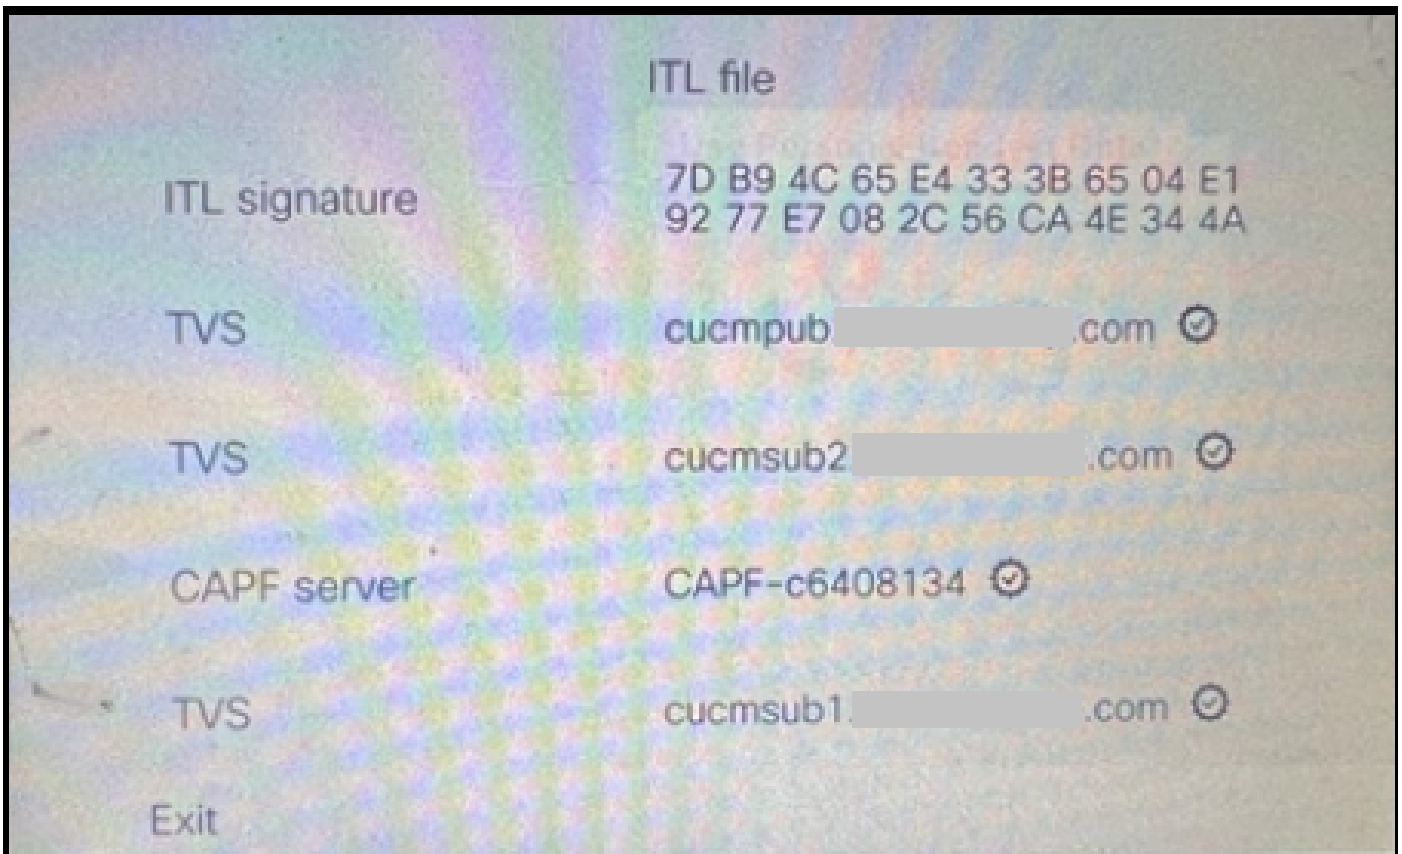 ITL file
ITL signature 7D B9 4C 65 E4 33 3B 65 04 E1
92 77 E7 08 2C 56 CA 4E 34 4A
TVS cucmpub .com
TVS cucmsub2 .com
CAPF server CAPF-c6408134
TVS cucmsub1. .com
Exit